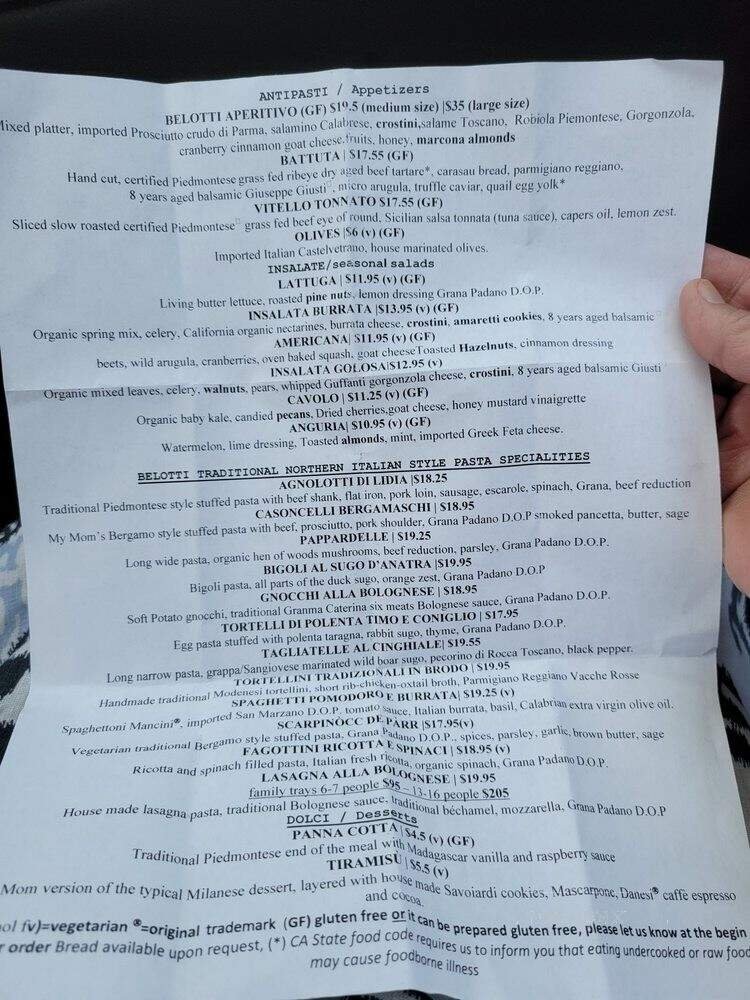 ANTIPASTI / Appetizers
BELOTTI APERITIVO (GF) $19.5 (medium size) |$35 (large size)
Mixed platter, imported Prosciutto crudo di Parma, salamino Calabrese, crostini,salame Toscano, Robiola Piemontese, Gorgonzola,
cranberry cinnamon goat cheese.fruits, honey, marcona almonds
BATTUTA | $17.55 (GF)
Hand cut, certified Piedmontese grass fed ribeye dry aged beef tartare*, carasau bread, parmigiano reggiano,
8 years aged balsamic Giuseppe Giusti, micro arugula, truffle caviar, quail egg yolk*
VITELLO TONNATO $17.55 (GF)
Sliced slow roasted certified Piedmontese grass fed beef eye of round, Sicilian salsa tonnata (tuna sauce), capers oil, lemon zest.
OLIVES |$6 (v) (GF)
Imported Italian Castelvetrano, house marinated olives.
INSALATE/seasonal salads
LATTUGA | $11.95 (v) (GF)
Living butter lettuce, roasted pine nuts, lemon dressing Grana Padano D.O.P.
INSALATA BURRATA |$13.95 (v) (GF)
Organic spring mix, celery, California organic nectarines, burrata cheese, crostini, amaretti cookies, 8 years aged balsamic
AMERICANA| $11.95 (v) (GF)
beets, wild arugula, cranberries, oven baked squash, goat cheeseToasted Hazelnuts, cinnamon dressing
INSALATA GOLOSA|$12.95 (v)
Organic mixed leaves, celery, walnuts, pears, whipped Guffanti gorgonzola cheese, crostini, 8 years aged balsamic Giusti
CAVOLO | $11.25 (v) (GF)
Organic baby kale, candied pecans, Dried cherries,goat cheese, honey mustard vinaigrette
ANGURIA| $10.95 (v) (GF)
Watermelon, lime dressing, Toasted almonds, mint, imported Greek Feta cheese.
BELOTTI TRADITIONAL NORTHERN ITALIAN STYLE PASTA SPECIALITIES
AGNOLOTTI DI LIDIA |$18.25
Traditional Piedmontese style stuffed pasta with beef shank, flat iron, pork loin, sausage, escarole, spinach, Grana, beef reduction
CASONCELLI BERGAMASCHI | $18.95
My Mom's Bergamo style stuffed pasta with beef, prosciutto, pork shoulder, Grana Padano D.O.P smoked pancetta, butter, sage
PAPPARDELLE | $19.25
Long wide pasta, organic hen of woods mushrooms, beef reduction, parsley, Grana Padano D.O.P.
BIGOLI AL SUGO D'ANATRA |$19.95
Bigoli pasta, all parts of the duck sugo, orange zest, Grana Padano D.O.P
GNOCCHI ALLA BOLOGNESE | $18.95
Soft Potato gnocchi, traditional Granma Caterina six meats Bolognese sauce, Grana Padano D.O.P.
TORTELLI DI POLENTA TIMO E CONIGLIO | $17.95
Egg pasta stuffed with polenta taragna, rabbit sugo, thyme, Grana Padano D.O.P.
TAGLIATELLE AL CINGHIALE| $19.55
Long narrow pasta, grappa/Sangiovese marinated wild boar sugo, pecorino di Rocca Toscano, black pepper.
TORTELLINI TRADIZIONALI IN BRODO | $19.95
Handmade traditional Modenesi tortellini, short rib-chicken-oxtail broth, Parmigiano Reggiano Vacche Rosse
SPAGHETTI POMODORO E BURRATA| $19.25 (v)
Spaghettoni Mancini®, imported San Marzano D.O.P. tomato sauce, Italian burrata, basil, Calabrian extra virgin olive oil.
SCARPINÒCC DE PÀRR |$17.95(v)
Vegetarian traditional Bergamo style stuffed pasta, Grana Padano D.O.P., spices, parsley, garlic, brown butter, sage
FAGOTTINI RICOTTA E SPINACI | $18.95 (v)
Ricotta and spinach filled pasta, Italian fresh ricotta, organic spinach, Grana Padano D.O.P.
LASAGNA ALLA BOLOGNESE | $19.95
family trays 6-7 people $95 – 13-16 people $205
House made lasagna pasta, traditional Bolognese sauce, traditional béchamel, mozzarella, Grana Padano D.O.P
DOLCI / Desserts
PANNA COTTA | $4.5 (v) (GF)
Traditional Piedmontese end of the meal with Madagascar vanilla and raspberry sauce
TIRAMISÙ | $5.5 (v)
Mom version of the typical Milanese dessert, layered with house made Savoiardi cookies, Mascarpone, Danesi® caffè espresso
and cocoa.
ol fv)=vegetarian ®=original trademark (GF) gluten free or it can be prepared gluten free, please let us know at the begin
r order Bread available upon request, (*) CA State food code requires us to inform you that eating undercooked or raw food
may cause foodborne illness